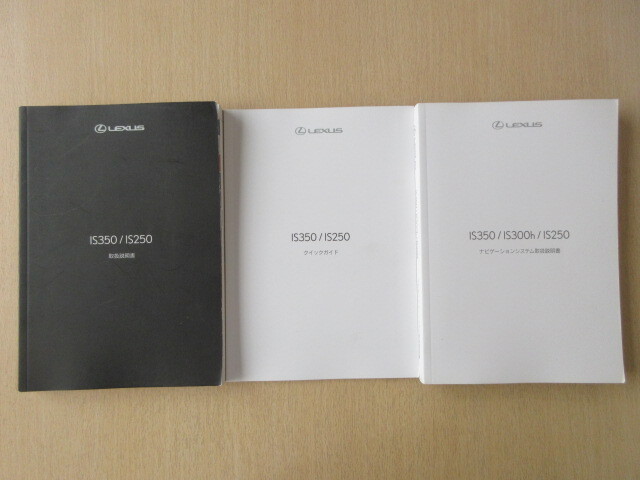 LEXUS
IS350 / IS250
取扱説明書
LEXUS
IS350 / IS250
クイックガイド
LEXUS
IS350 / IS300h / IS250
ナビゲーションシステム取扱説明書